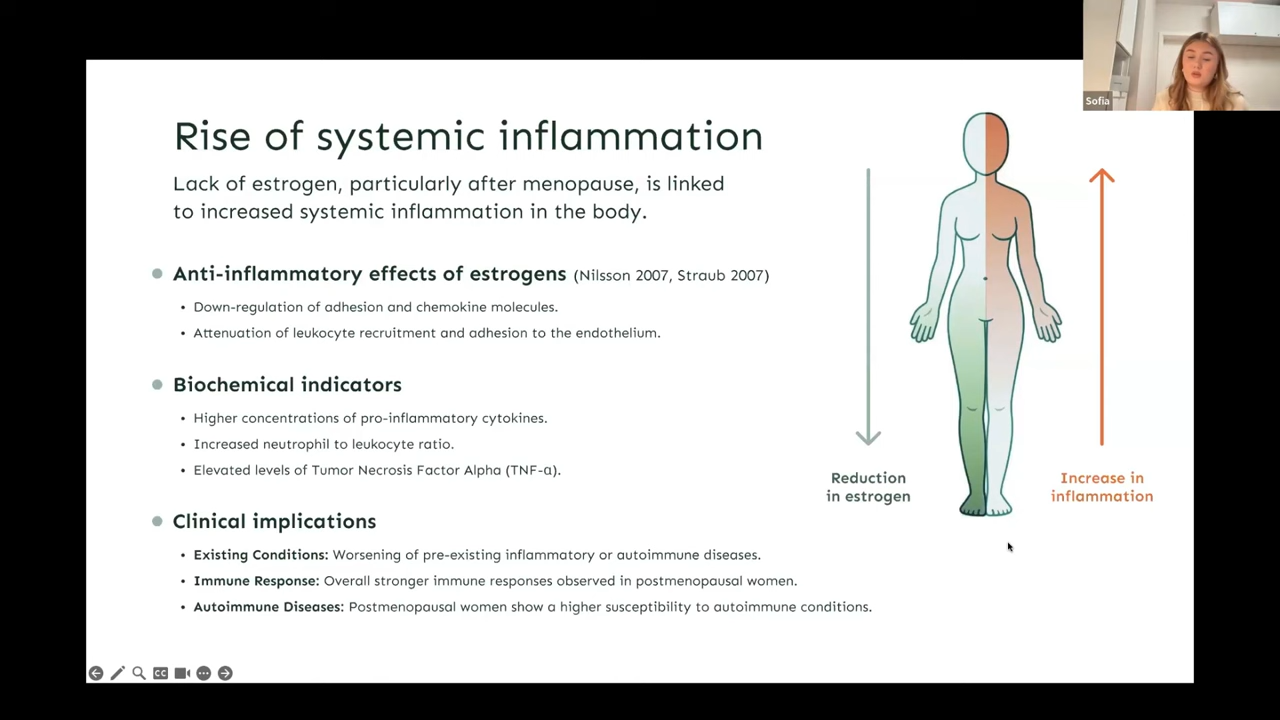 Sofia
Rise of systemic inflammation
Lack of estrogen, particularly after menopause, is linked
to increased systemic inflammation in the body.
Anti-inflammatory effects of estrogens (Nilsson 2007, Straub 2007)
• Down-regulation of adhesion and chemokine molecules.
• Attenuation of leukocyte recruitment and adhesion to the endothelium.
Biochemical indicators
• Higher concentrations of pro-inflammatory cytokines.
• Increased neutrophil to leukocyte ratio.
• Elevated levels of Tumor Necrosis Factor Alpha (TNF-α).
Clinical implications
• Existing Conditions: Worsening of pre-existing inflammatory or autoimmune diseases.
• Immune Response: Overall stronger immune responses observed in postmenopausal women.
• Autoimmune Diseases: Postmenopausal women show a higher susceptibility to autoimmune conditions.
Reduction
in estrogen
Increase in
inflammation
CC